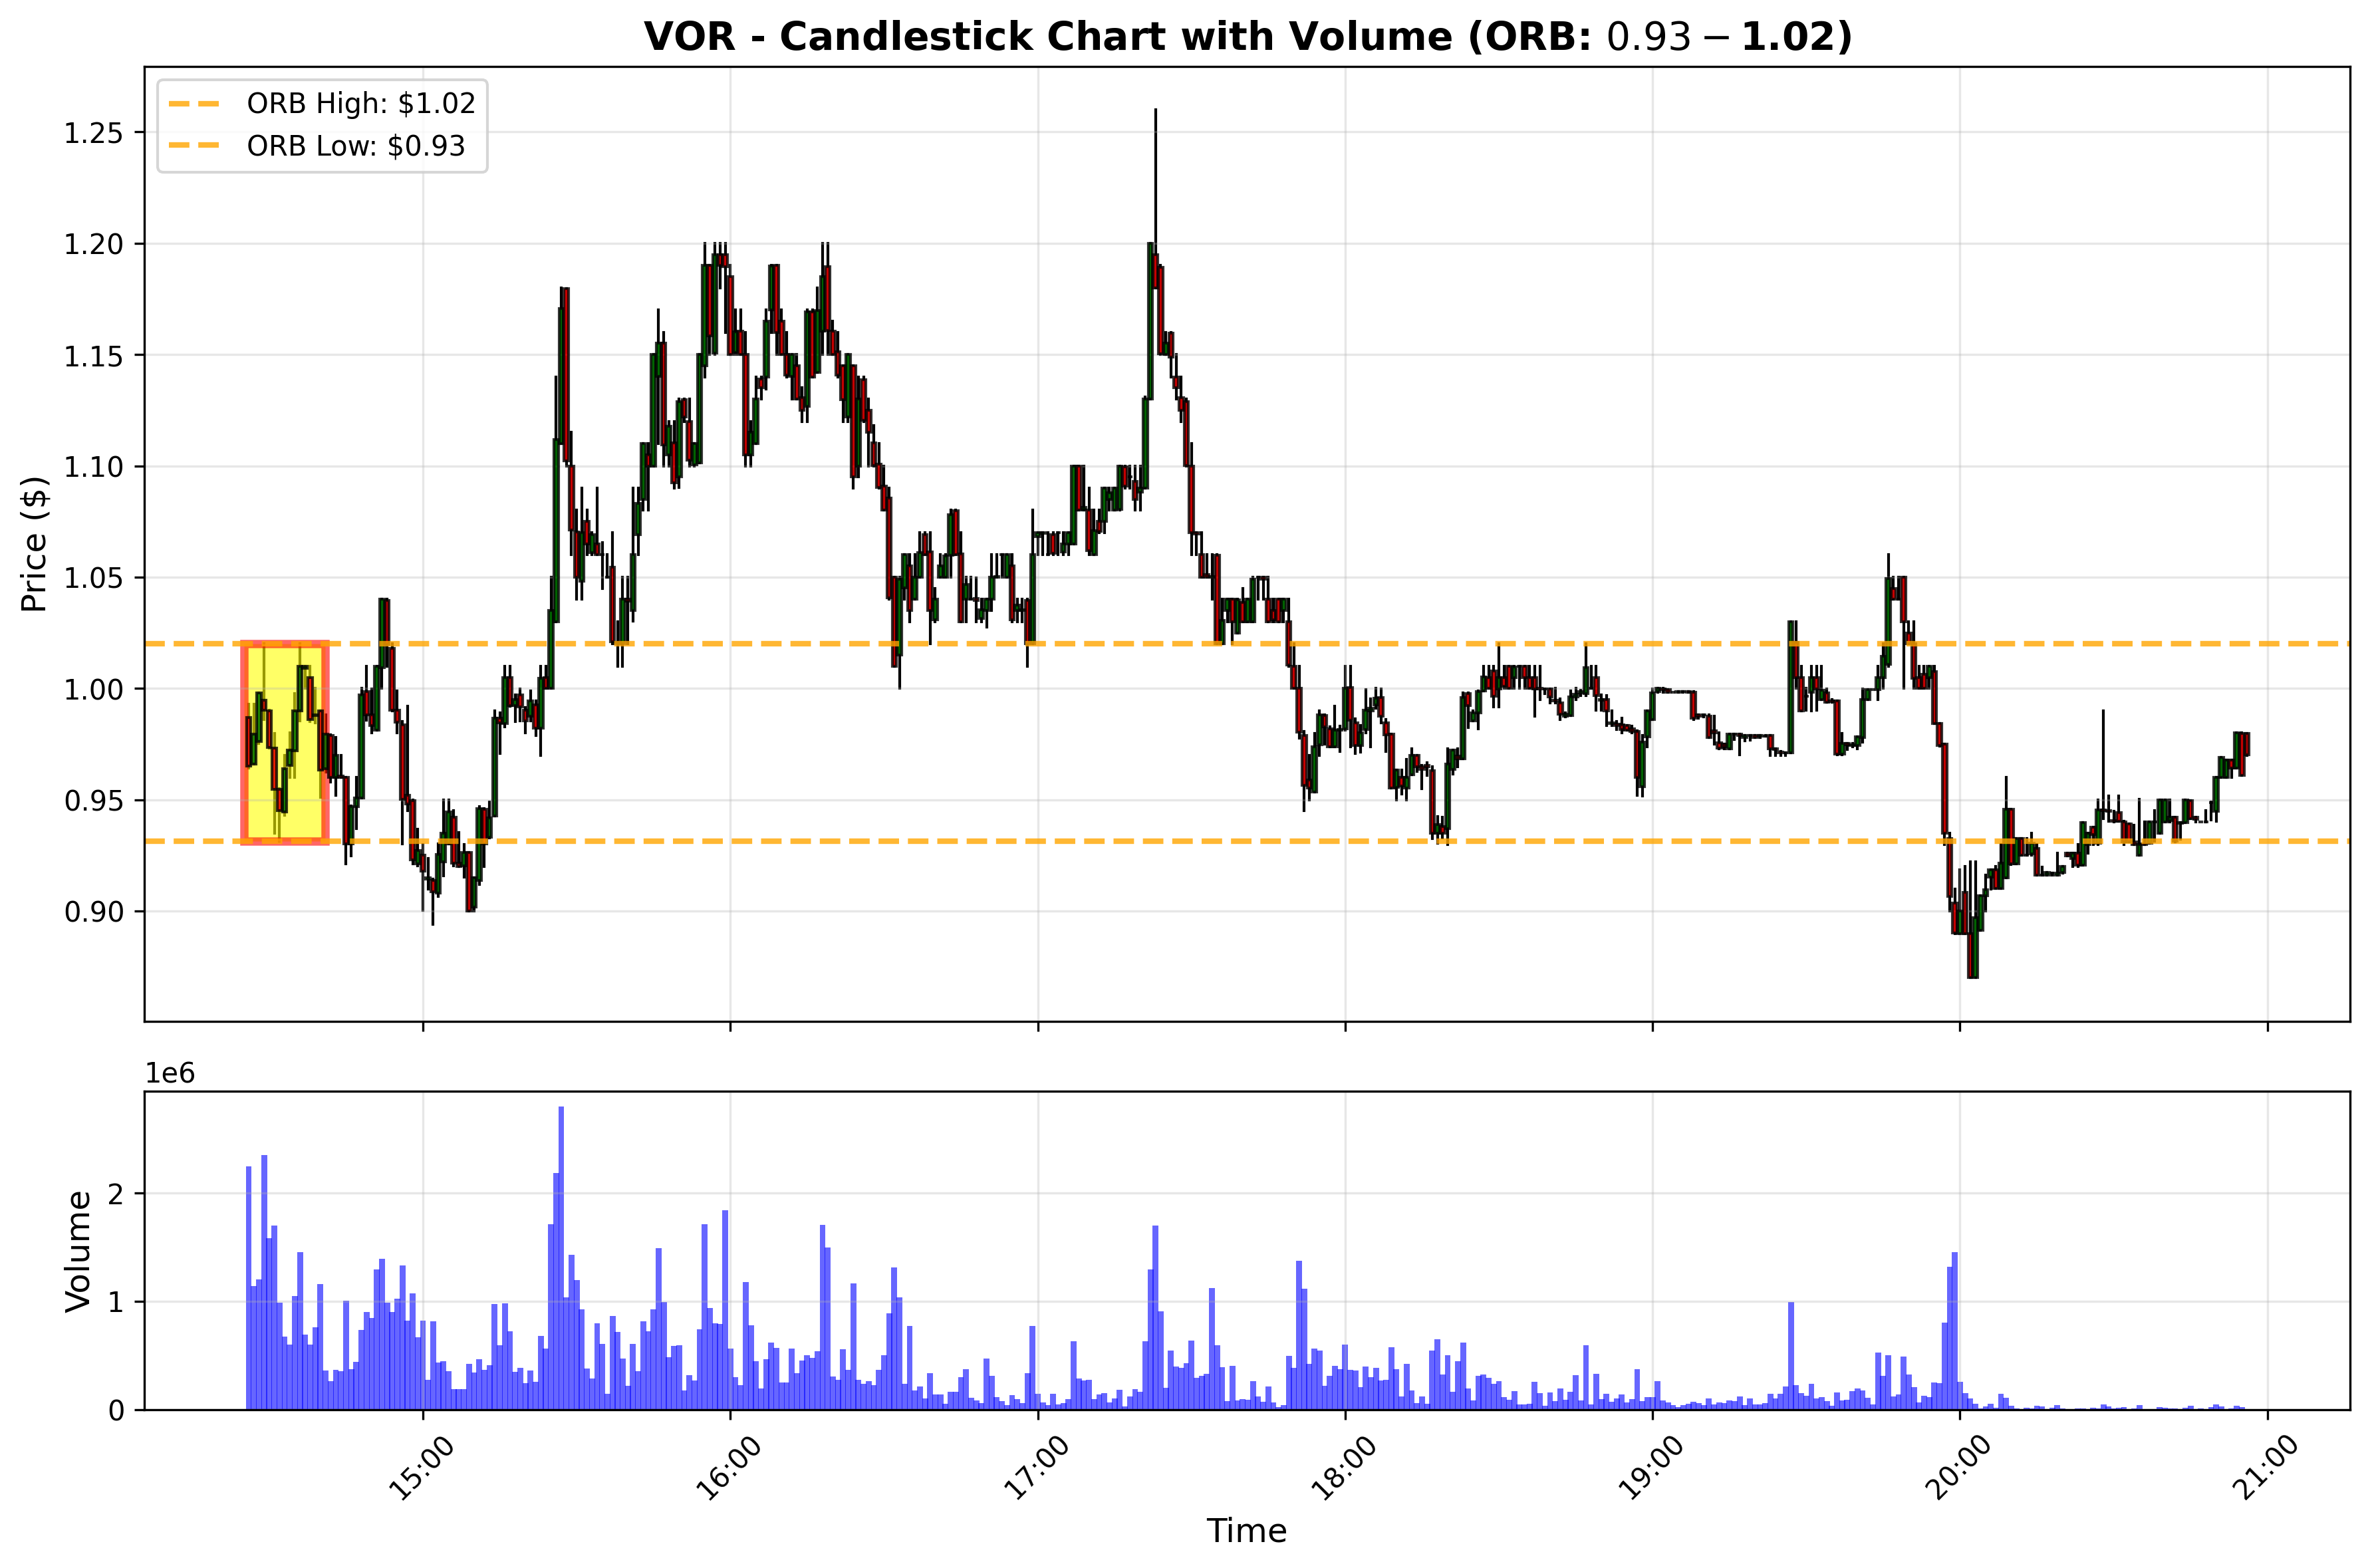 VOR - Candlestick Chart with Volume (ORB: 0.93 − 1.02)
ORB High: $1.02
ORB Low: $0.93
Price ($)
1.25
1.20
1.15
1.10
1.05
1.00
0.95
0.90
1e6
Volume
2
1
0
15:00
16:00
17:00
18:00
19:00
20:00
21:00
Time